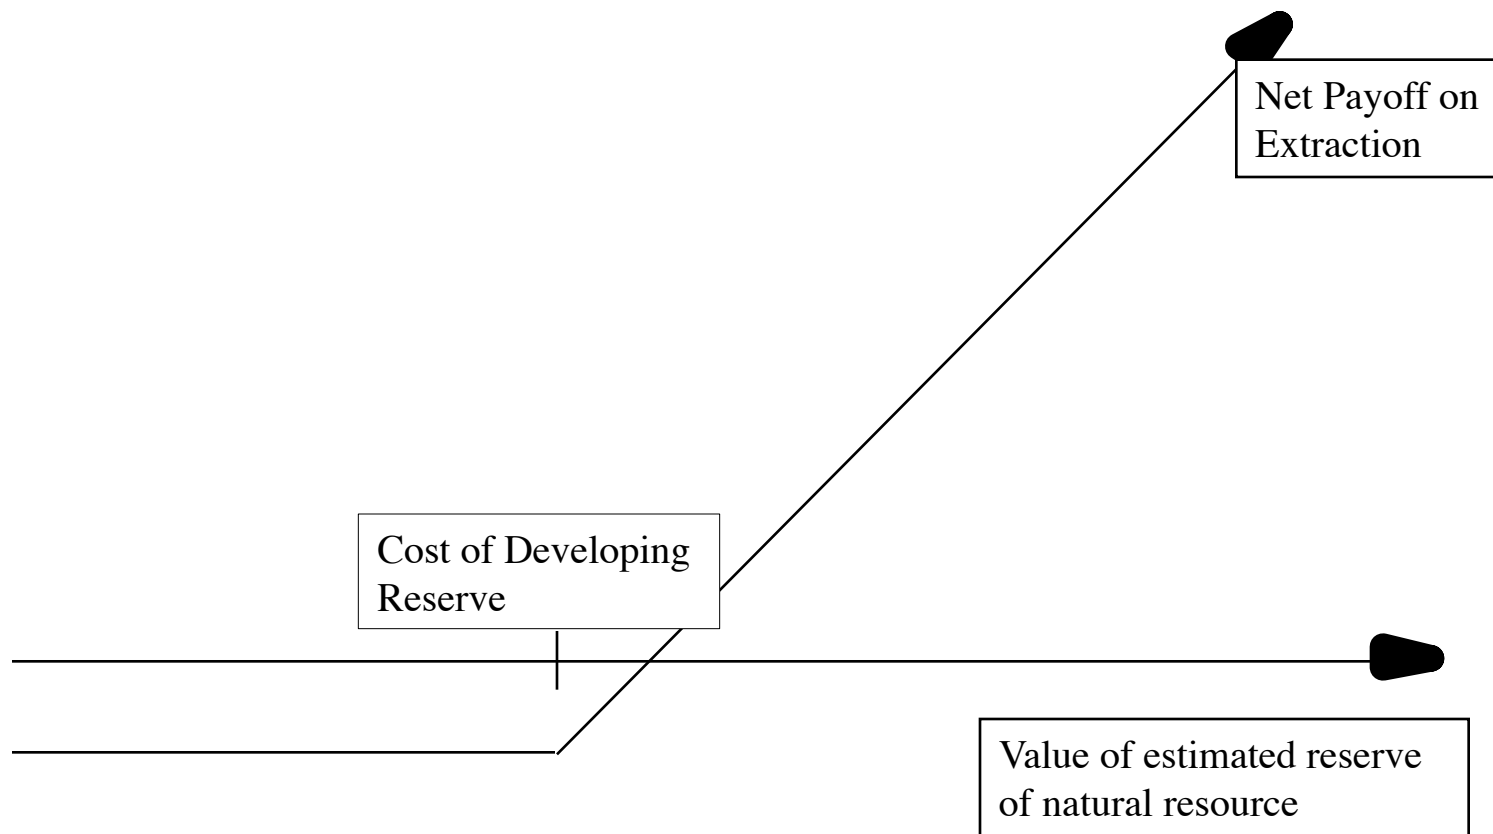 Net Payoff on
Extraction
Cost of Developing
Reserve
Value of estimated reserve
of natural resource